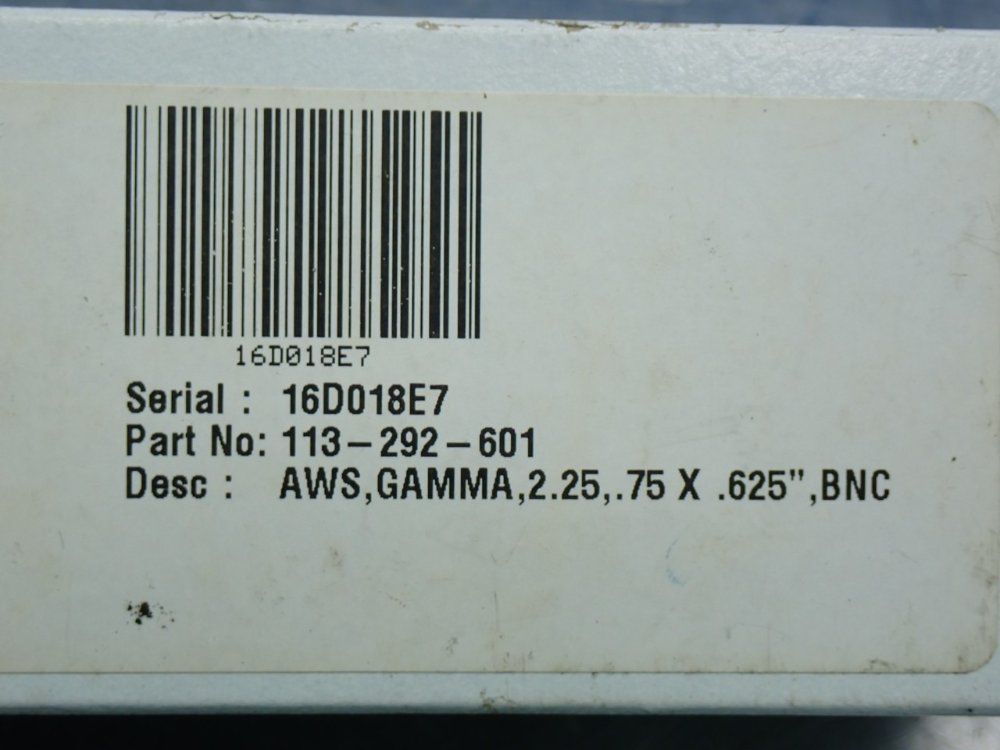 16D018E7
Serial : 16D018E7
Part No: 113-292-601
Desc : AWS,GAMMA,2.25,.75 X .625",BNC